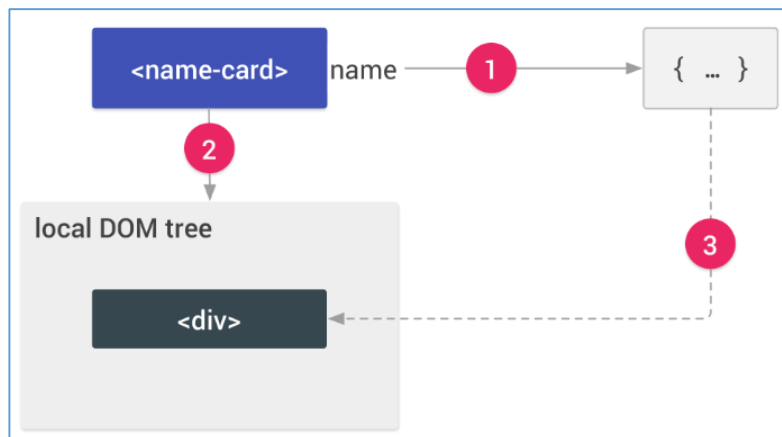 <name-card>
name
1
{ … }
2
local DOM tree
3
<div>